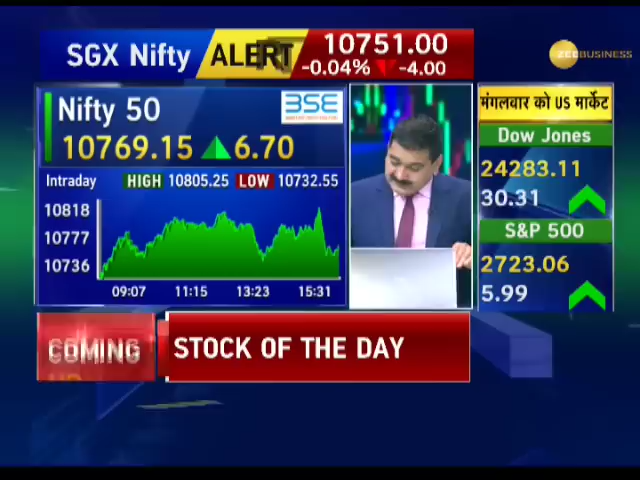 SGX Nifty
ALERT
10751.00
-0.04% ▼ -4.00
ZEE BUSINESS
Nifty 50
BSE
10769.15 ▲ 6.70
Intraday HIGH 10805.25 LOW 10732.55
10818
10777
10736
09:07 11:15 13:23 15:31
मंगलवार को US मार्केट
Dow Jones
24283.11
30.31
S&P 500
2723.06
5.99
COMING
UP
STOCK OF THE DAY